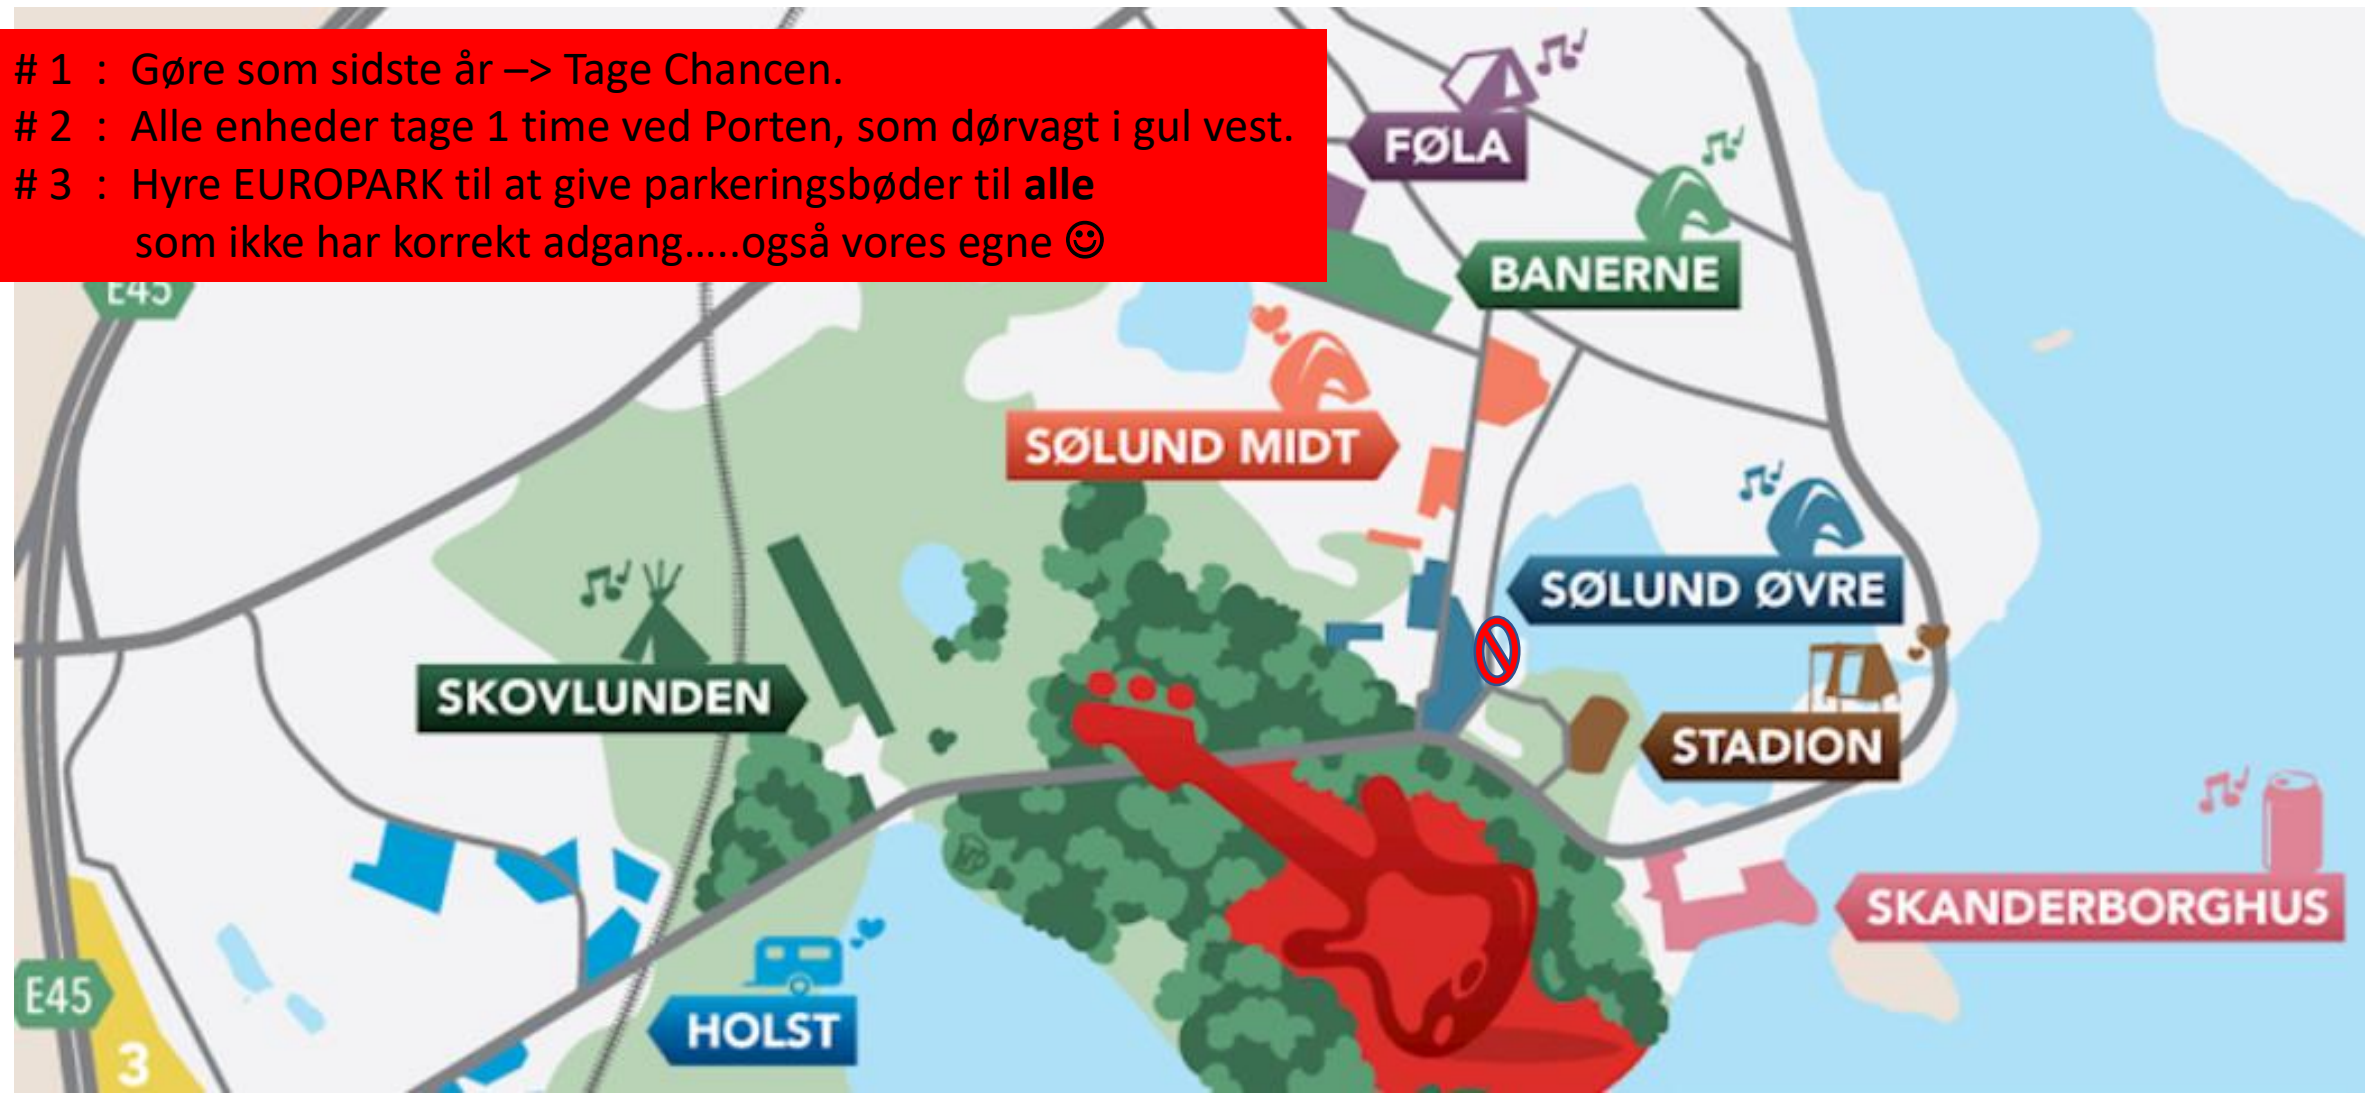 # 1 : Gøre som sidste år –> Tage Chancen.
# 2 : Alle enheder tage 1 time ved Porten, som dørvagt i gul vest.
# 3 : Hyre EUROPARK til at give parkeringsbøder til alle
som ikke har korrekt adgang.....også vores egne ☺
FØLA
BANERNE
E45
SØLUND MIDT
SØLUND ØVRE
SKOVLUNDEN
STADION
SKANDERBORGHUS
E45
HOLST
3